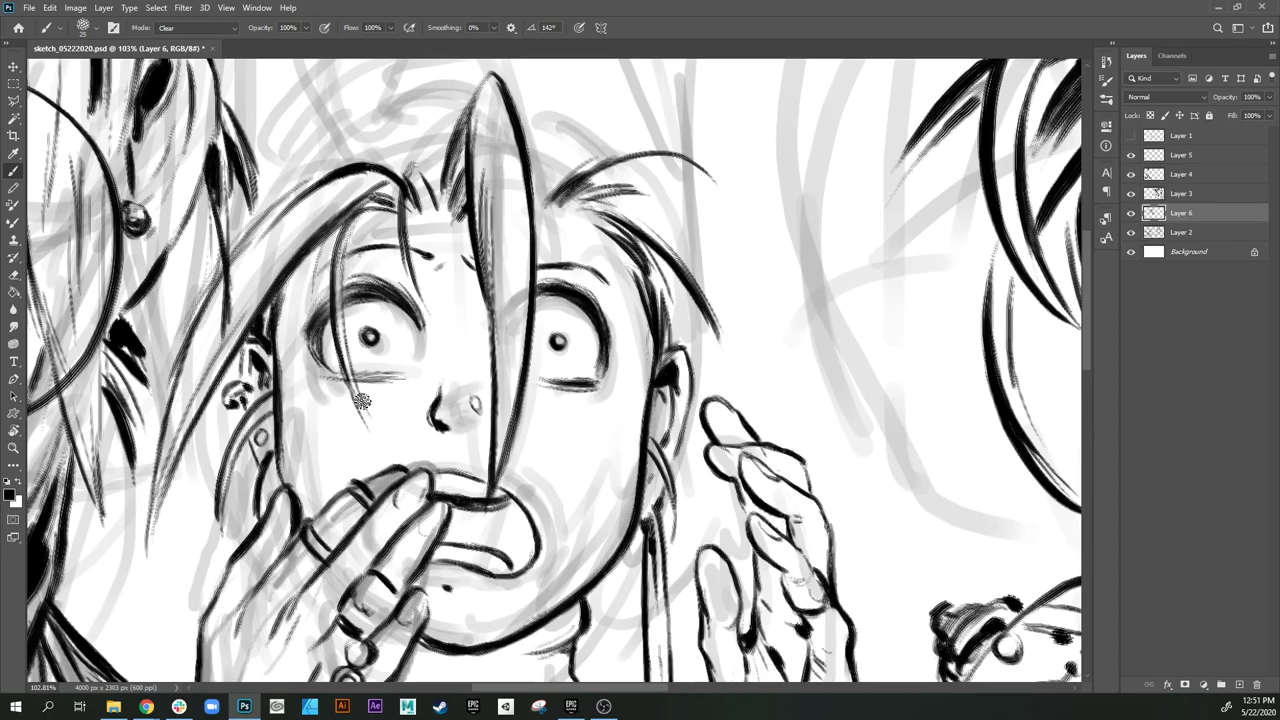 File Edit Image Layer Type Select Filter 3D View Window Help
Mode: Clear Opacity: 100% Flow: 100% Smoothing: 0% 142°
25
sketch_05222020.psd @ 103% (Layer 6, RGB/8#) *
Layers Channels
Kind
Normal Opacity: 100%
Lock: Fill: 100%
Layer 1
Layer 5
Layer 4
Layer 3
Layer 6
Layer 2
Background
102.81% 4000 px x 2303 px (600 ppi)
12:51 PM
5/22/2020